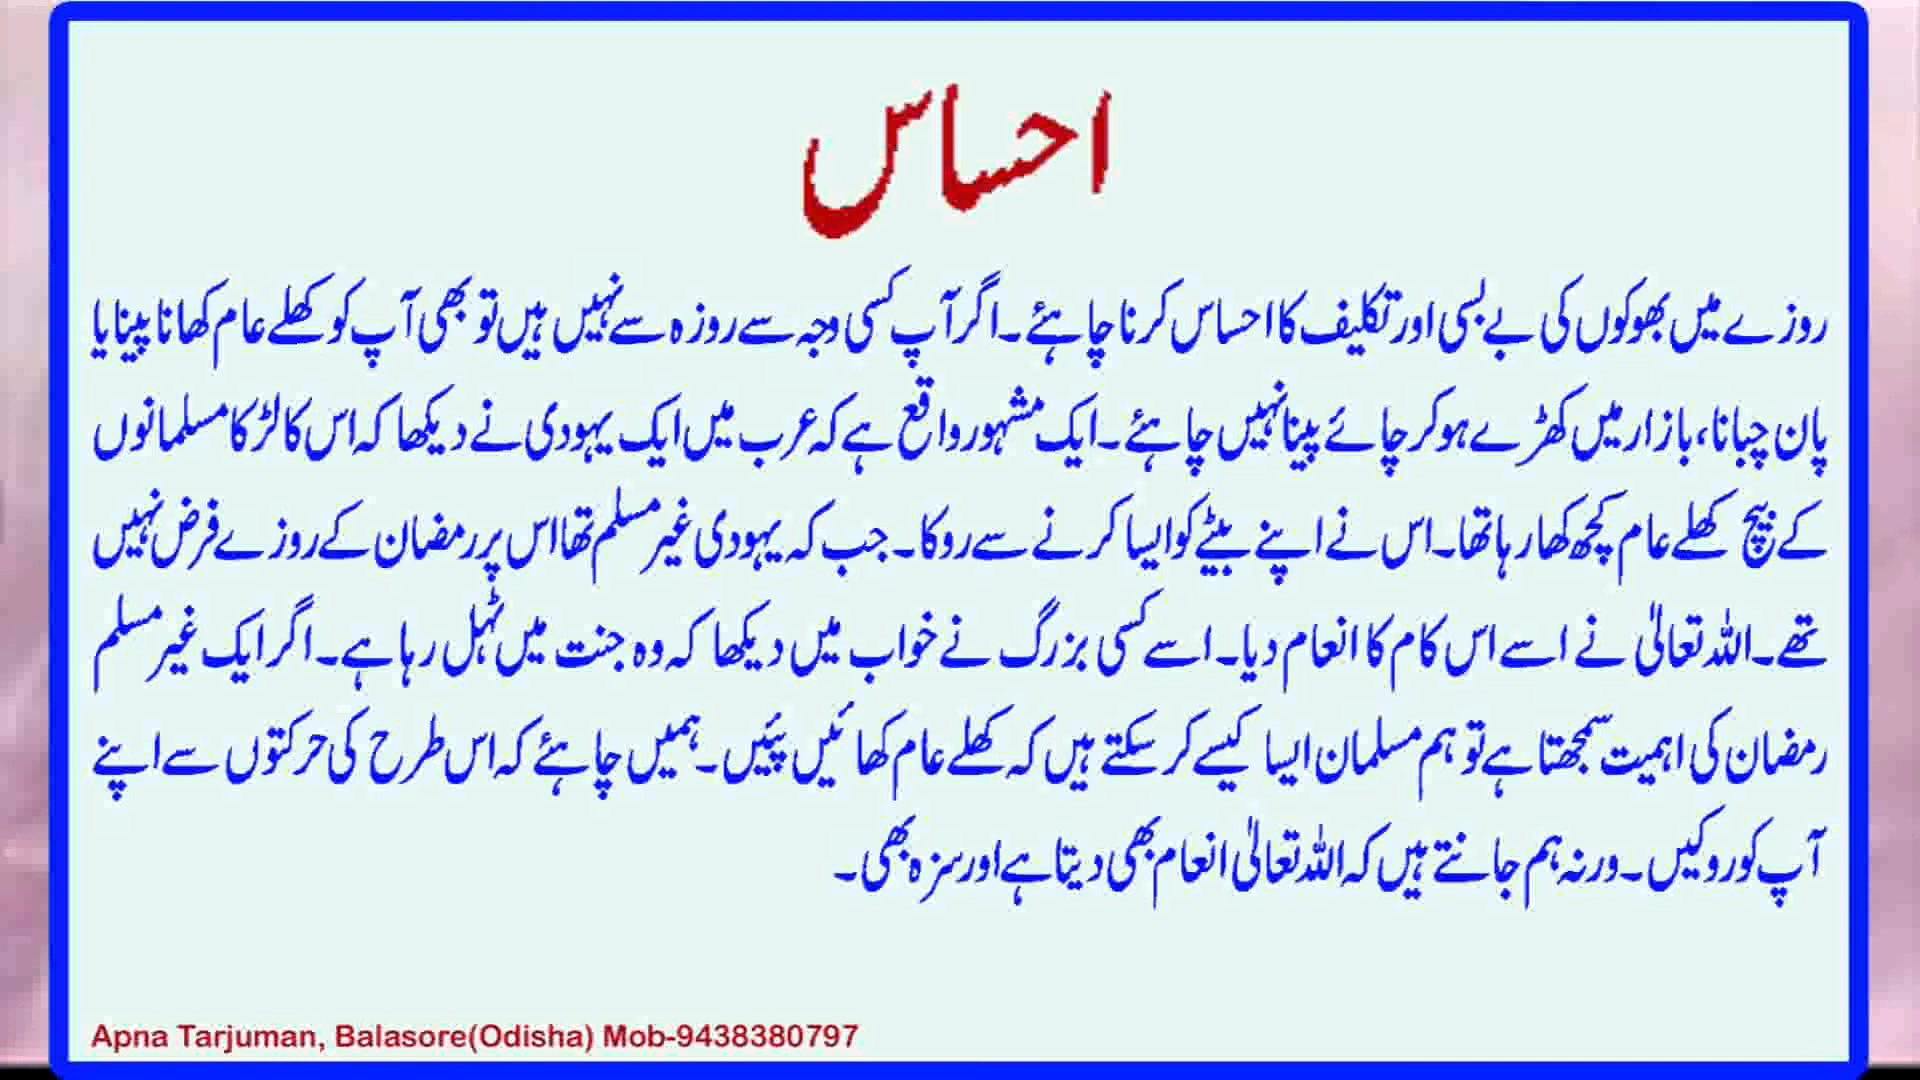 احساس
روزے میں بھوکوں کی بے بسی اور تکلیف کا احساس کرنا چاہئے۔ اگر آپ کسی وجہ سے روزہ سے نہیں ہیں تو بھی آپ کو کھلے عام کھانا پینا یا
پان چبانا، بازار میں کھڑے ہو کر چائے پینا نہیں چاہئے۔ ایک مشہور واقع ہے کہ عرب میں ایک یہودی نے دیکھا کہ اس کا لڑکا مسلمانوں
کے بیچ کھلے عام کچھ کھا رہا تھا۔ اس نے اپنے بیٹے کو ایسا کرنے سے روکا۔ جب کہ یہودی غیر مسلم تھا اس پر رمضان کے روزے فرض نہیں
تھے۔ اللہ تعالیٰ نے اسے اس کام کا انعام دیا۔ اسے کسی بزرگ نے خواب میں دیکھا کہ وہ جنت میں ٹہل رہا ہے۔ اگر ایک غیر مسلم
رمضان کی اہمیت سمجھتا ہے تو ہم مسلمان ایسا کیسے کر سکتے ہیں کہ کھلے عام کھائیں پئیں۔ ہمیں چاہئے کہ اس طرح کی حرکتوں سے اپنے
آپ کو روکیں۔ ورنہ ہم جانتے ہیں کہ اللہ تعالیٰ انعام بھی دیتا ہے اور سزہ بھی۔
Apna Tarjuman, Balasore(Odisha) Mob-9438380797